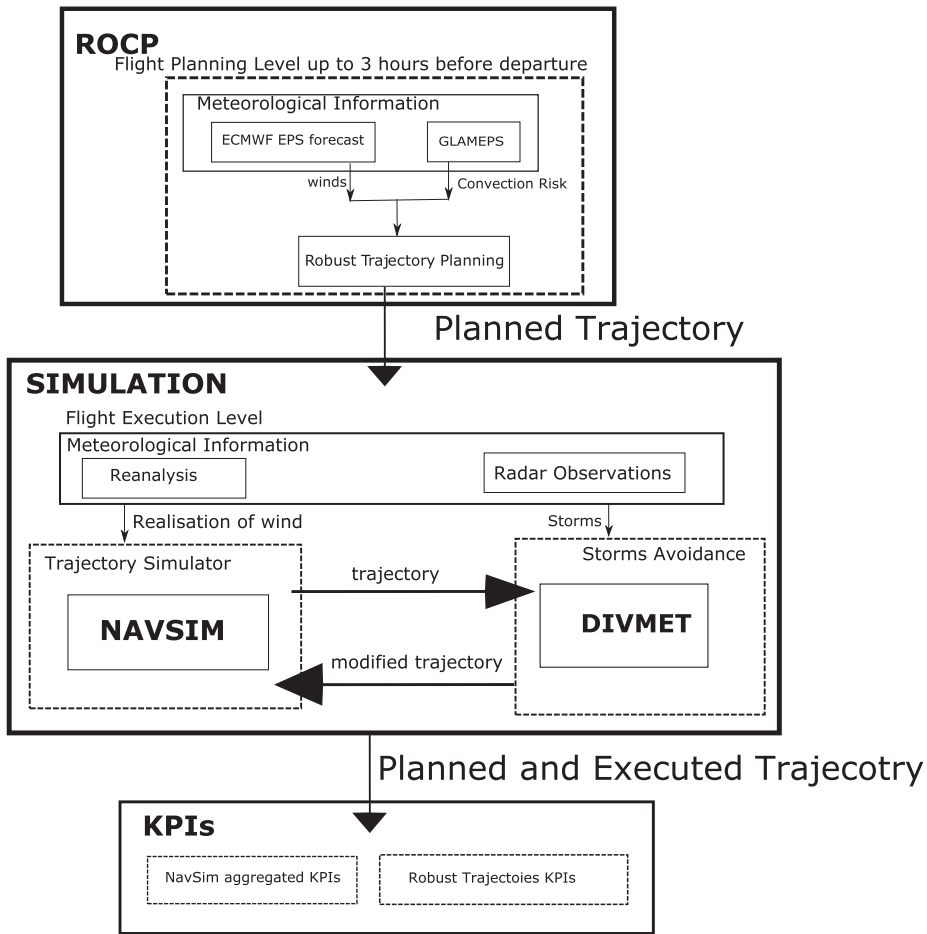 ROCP
Flight Planning Level up to 3 hours before departure
Meteorological Information
ECMWF EPS forecast
GLAMEPS
winds
Convection Risk
Robust Trajectory Planning
Planned Trajectory
SIMULATION
Flight Execution Level
Meteorological Information
Reanalysis
Radar Observations
Realisation of wind
Storms
Trajectory Simulator
Storms Avoidance
trajectory
NAVSIM
DIVMET
modified trajectory
Planned and Executed Trajecotry
KPIs
NavSim aggregated KPIs
Robust Trajectoies KPIs